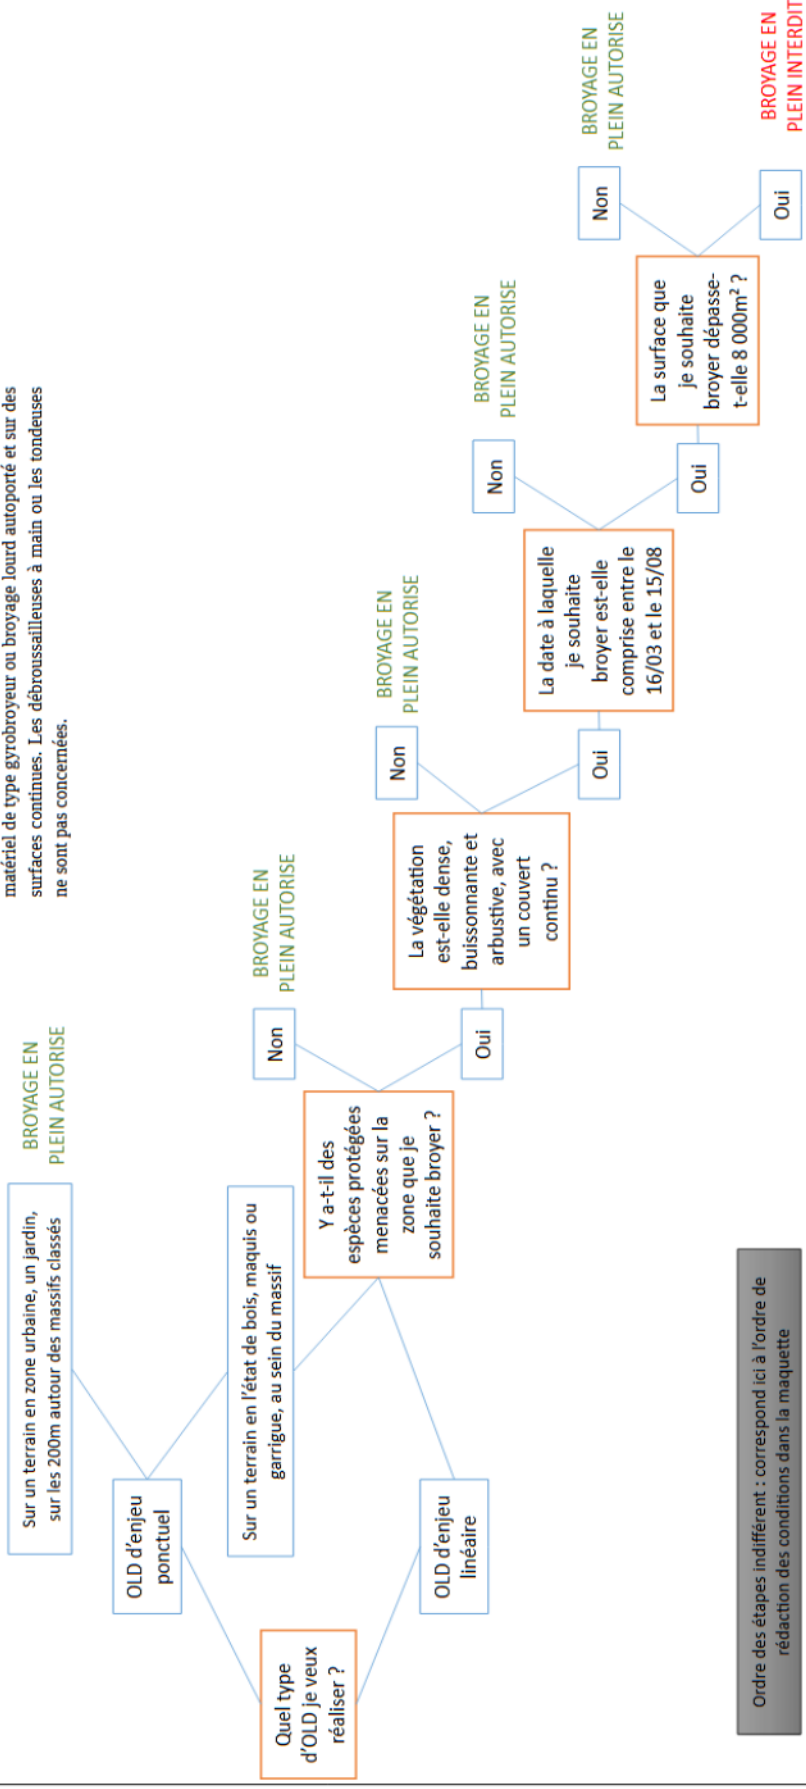 matériel de type gyrobroyeur ou broyage lourd autoporté et sur des
surfaces continues. Les débroussailleuses à main ou les tondeuses
ne sont pas concernées.
Quel type
d'OLD je veux
réaliser ?
OLD d'enjeu
ponctuel
OLD d'enjeu
linéaire
Sur un terrain en zone urbaine, un jardin,
sur les 200m autour des massifs classés
BROYAGE EN
PLEIN AUTORISE
Sur un terrain en l'état de bois, maquis ou
garrigue, au sein du massif
Y a-t-il des
espèces protégées
menacées sur la
zone que je
souhaite broyer ?
Non
BROYAGE EN
PLEIN AUTORISE
Oui
La végétation
est-elle dense,
buissonnante et
arbustive, avec
un couvert
continu ?
Non
BROYAGE EN
PLEIN AUTORISE
Oui
La date à laquelle
je souhaite
broyer est-elle
comprise entre le
16/03 et le 15/08
Non
BROYAGE EN
PLEIN AUTORISE
Oui
La surface que
je souhaite
broyer dépasse-
t-elle 8 000m² ?
Non
BROYAGE EN
PLEIN AUTORISE
Oui
BROYAGE EN
PLEIN INTERDIT
Ordre des étapes indifférent : correspond ici à l'ordre de
rédaction des conditions dans la maquette